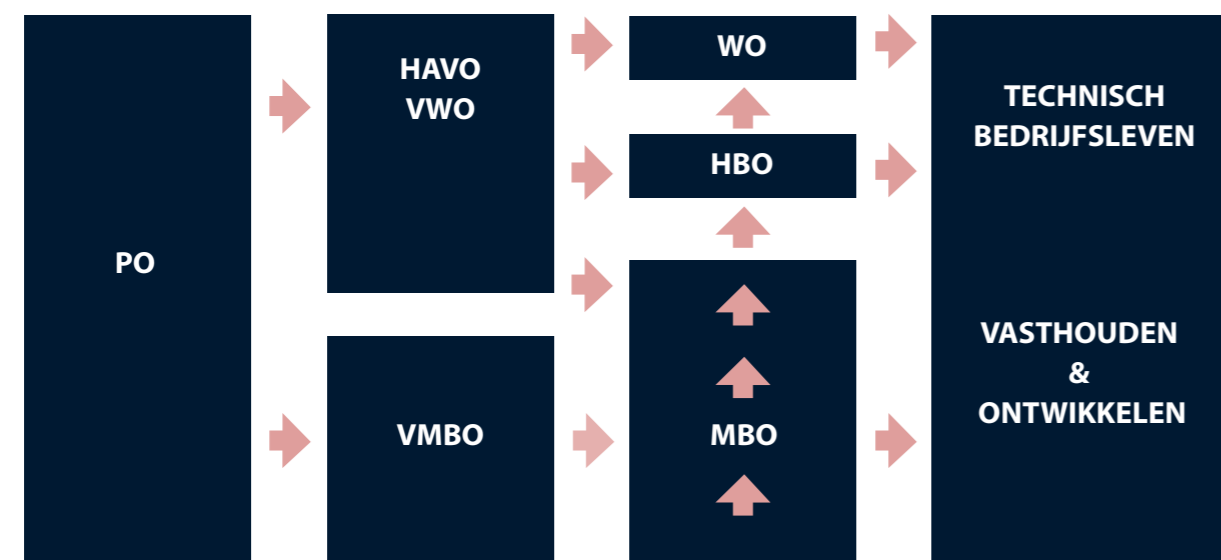 PO
HAVO
VWO
VMBO
WO
HBO
MBO
TECHNISCH
BEDRIJFSLEVEN
VASTHOUDEN
&
ONTWIKKELEN